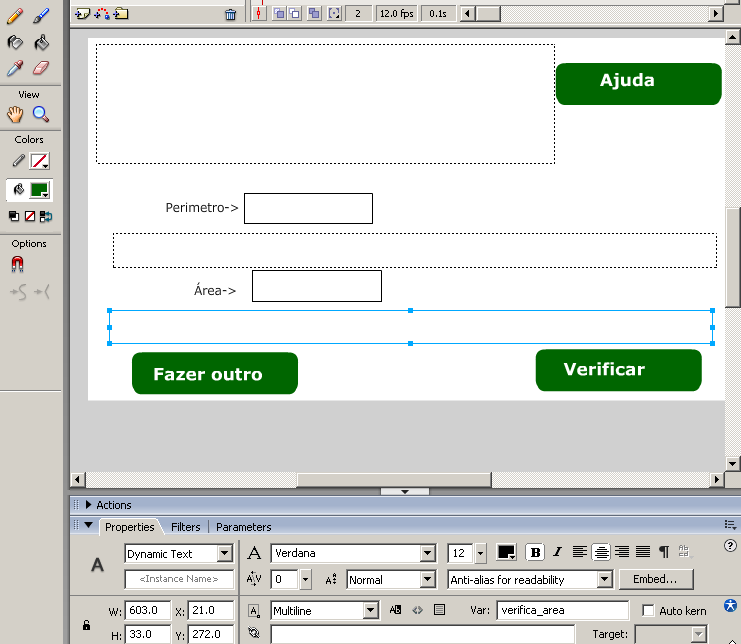 2 12.0 fps 0.1s
View
Colors
Options
Ajuda
Perimetro->
Área->
Fazer outro
Verificar
Actions
Properties Filters Parameters
A Dynamic Text A Verdana 12 B I
<Instance Name> A/V 0 Normal Anti-alias for readability Embed...
W: 603.0 X: 21.0 Multiline Var: verifica_area Auto kern
H: 33.0 Y: 272.0 Target: